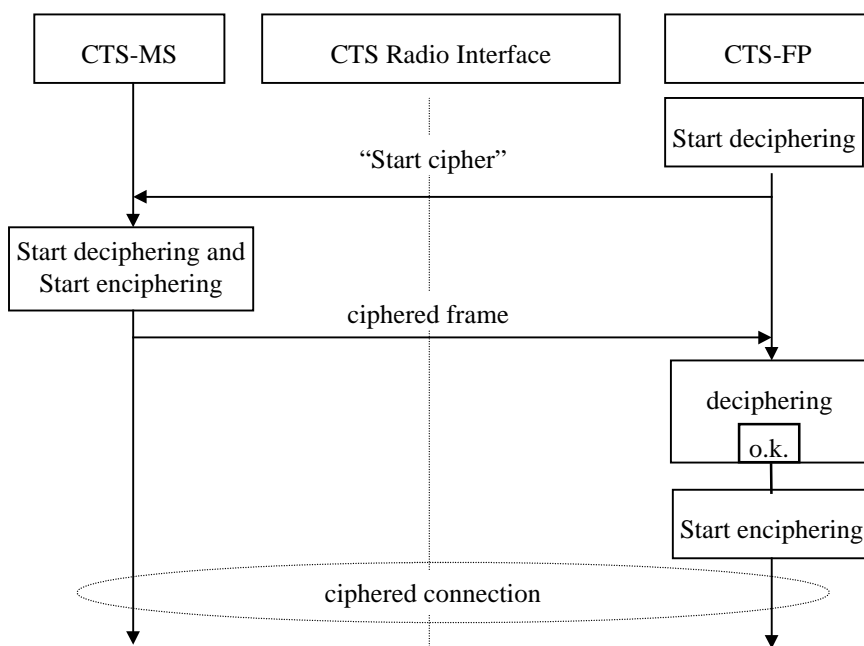 CTS-MS
CTS Radio Interface
CTS-FP
Start deciphering
“Start cipher”
Start deciphering and
Start enciphering
ciphered frame
deciphering
o.k.
Start enciphering
ciphered connection